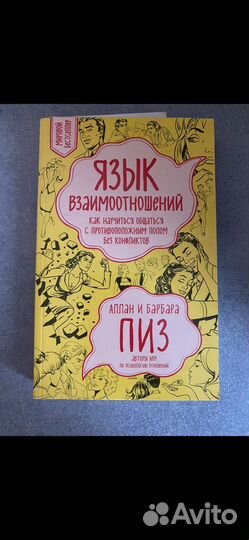 МИРОВОЙ
БЕСТСЕЛЛЕР
ЯЗЫК
ВЗАИМООТНОШЕНИЙ
КАК НАУЧИТЬСЯ ОБЩАТЬСЯ
С ПРОТИВОПОЛОЖНЫМ ПОЛОМ
БЕЗ КОНФЛИКТОВ
АЛЛАН И БАРБАРА
ПИЗ
АВТОРЫ №1
ПО ПСИХОЛОГИИ ОТНОШЕНИЙ
Avito